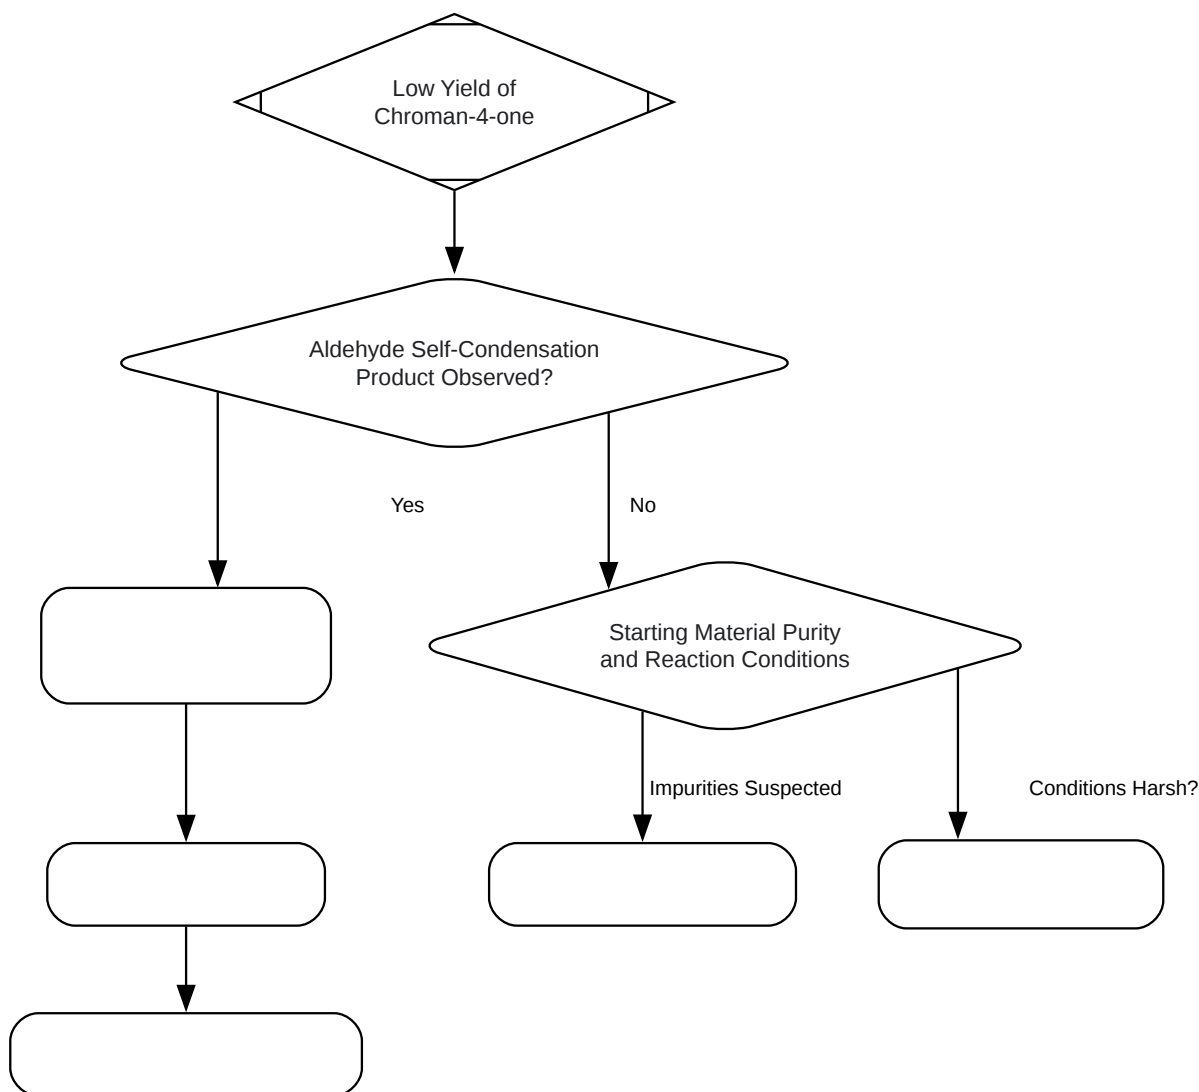 Low Yield of
Chroman-4-one
Aldehyde Self-Condensation
Product Observed?
Yes
No
Starting Material Purity
and Reaction Conditions
Impurities Suspected
Conditions Harsh?